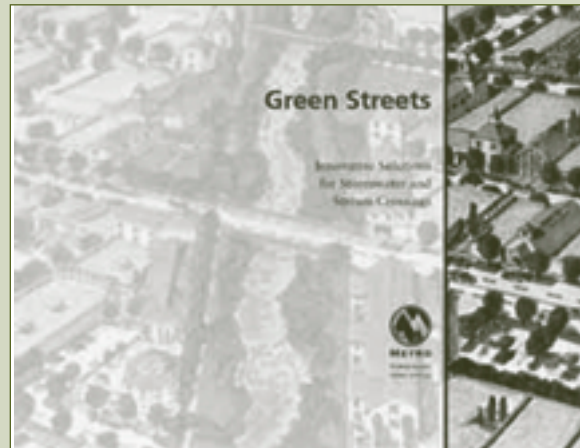 Green Streets
Innovative Solutions
for Stormwater and
Stream Crossings
METRO